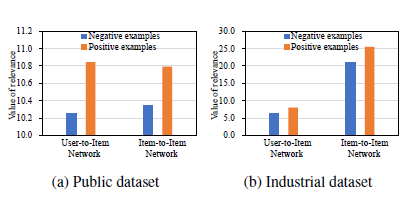 Value of relevance
11.2
11.0
10.8
10.6
10.4
10.2
10.0
Negative examples
Positive examples
User-to-Item
Network
Item-to-Item
Network
(a) Public dataset
Value of relevance
30.0
25.0
20.0
15.0
10.0
5.0
0.0
Negative examples
Positive examples
User-to-Item
Network
Item-to-Item
Network
(b) Industrial dataset